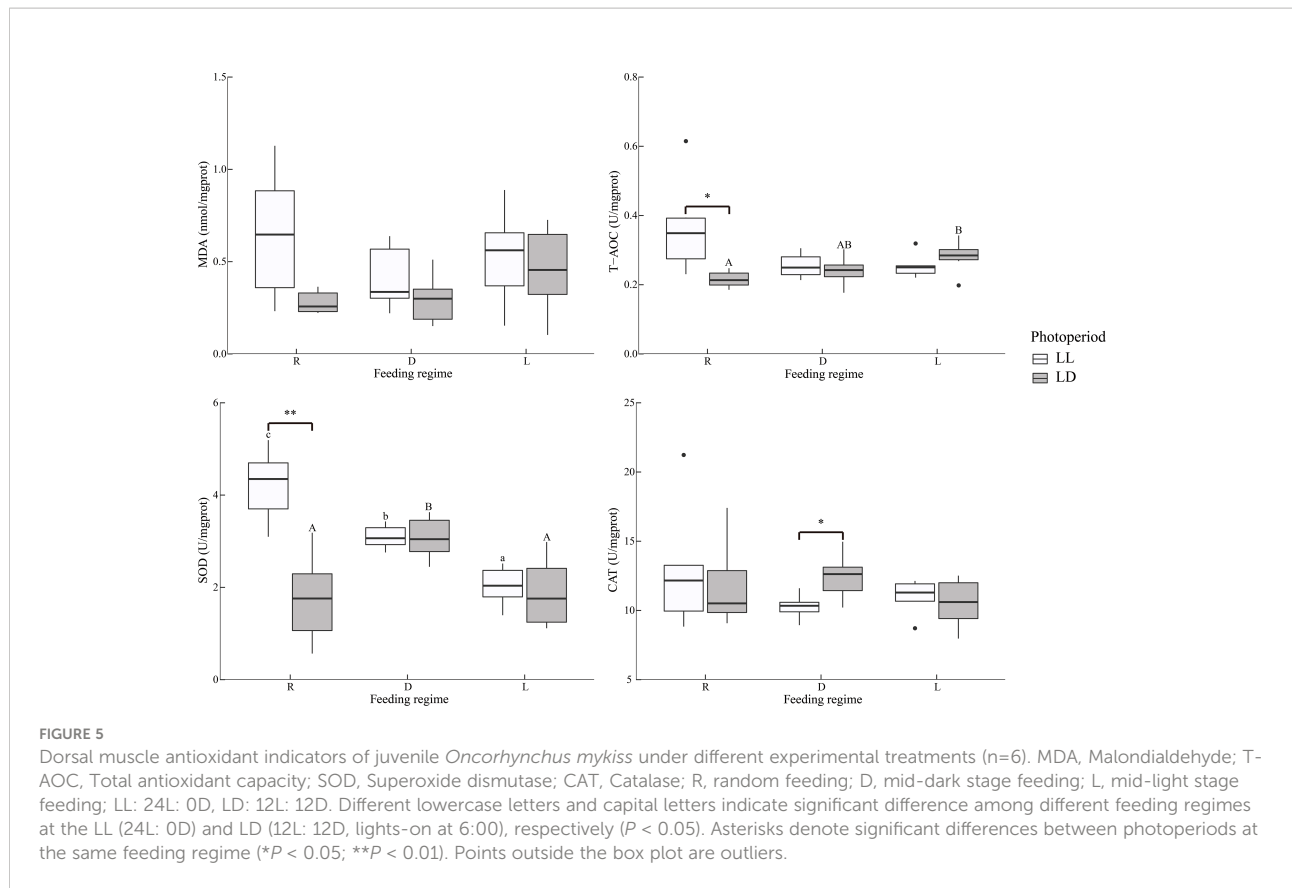 1.5
1.0
0.5
0.0
MDA (nmol/mgprot)
R
D
L
Feeding regime
0.8
0.6
0.4
0.2
0.0
T−AOC (U/mgprot)
*
A
AB
B
R
D
L
Feeding regime
Photoperiod
LL
LD
6
4
2
0
SOD (U/mgprot)
**
c
A
b
B
a
A
R
D
L
Feeding regime
25
20
15
10
5
CAT (U/mgprot)
*
R
D
L
Feeding regime
FIGURE 5
Dorsal muscle antioxidant indicators of juvenile Oncorhynchus mykiss under different experimental treatments (n=6). MDA, Malondialdehyde; T-
AOC, Total antioxidant capacity; SOD, Superoxide dismutase; CAT, Catalase; R, random feeding; D, mid-dark stage feeding; L, mid-light stage
feeding; LL: 24L: 0D, LD: 12L: 12D. Different lowercase letters and capital letters indicate significant difference among different feeding regimes
at the LL (24L: 0D) and LD (12L: 12D, lights-on at 6:00), respectively (P < 0.05). Asterisks denote significant differences between photoperiods at
the same feeding regime (*P < 0.05; **P < 0.01). Points outside the box plot are outliers.